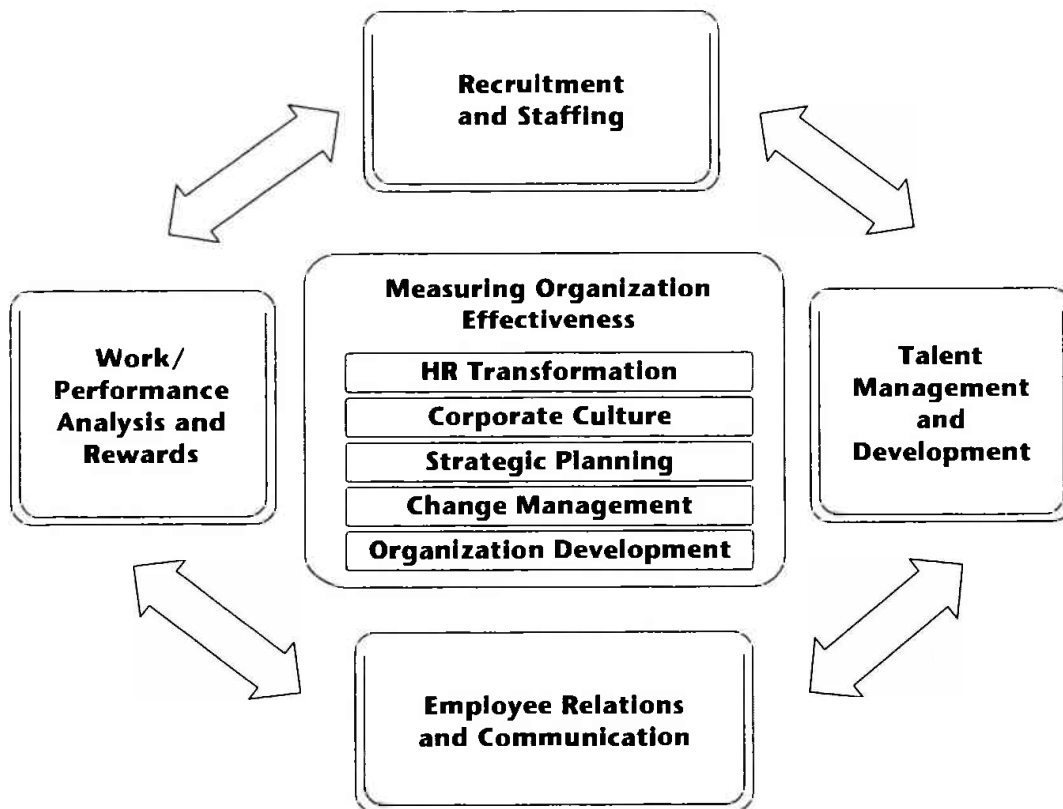 Recruitment
and Staffing
Measuring Organization
Effectiveness
HR Transformation
Corporate Culture
Strategic Planning
Change Management
Organization Development
Work/
Performance
Analysis and
Rewards
Talent
Management
and
Development
Employee Relations
and Communication